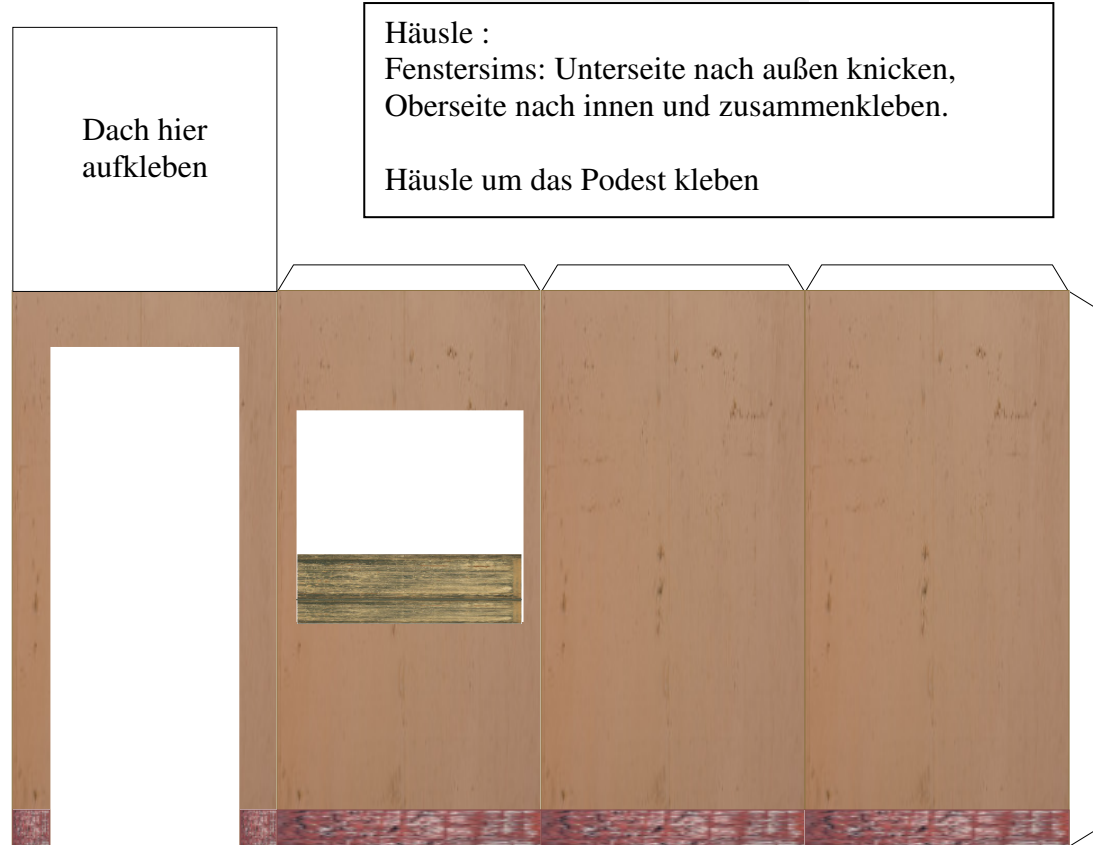 Häusle :
Fenstersims: Unterseite nach außen knicken,
Oberseite nach innen und zusammenkleben.
Häusle um das Podest kleben
Dach hier
aufkleben